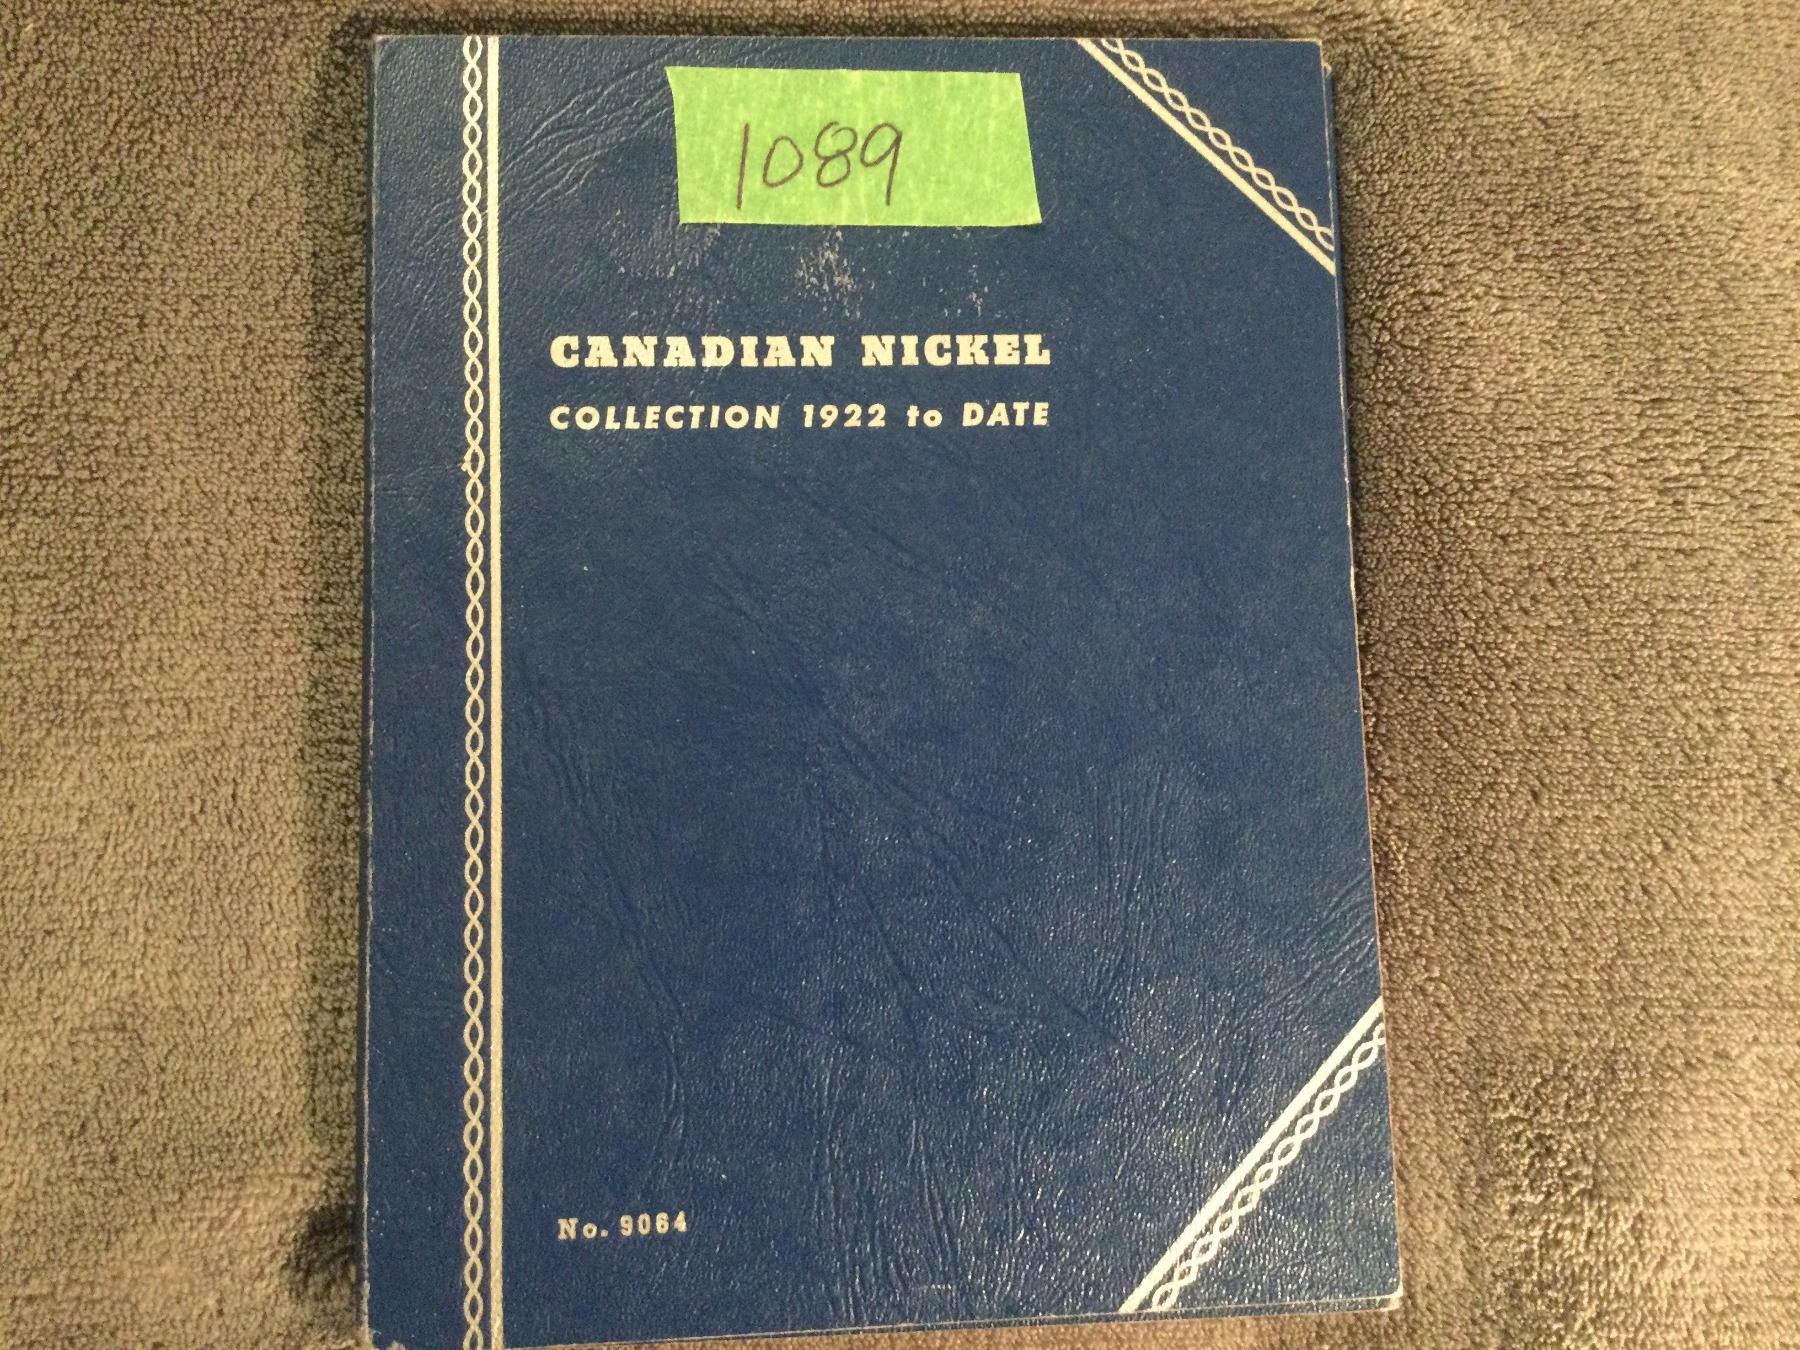 1089
CANADIAN NICKEL
COLLECTION 1922 to DATE
No. 9064